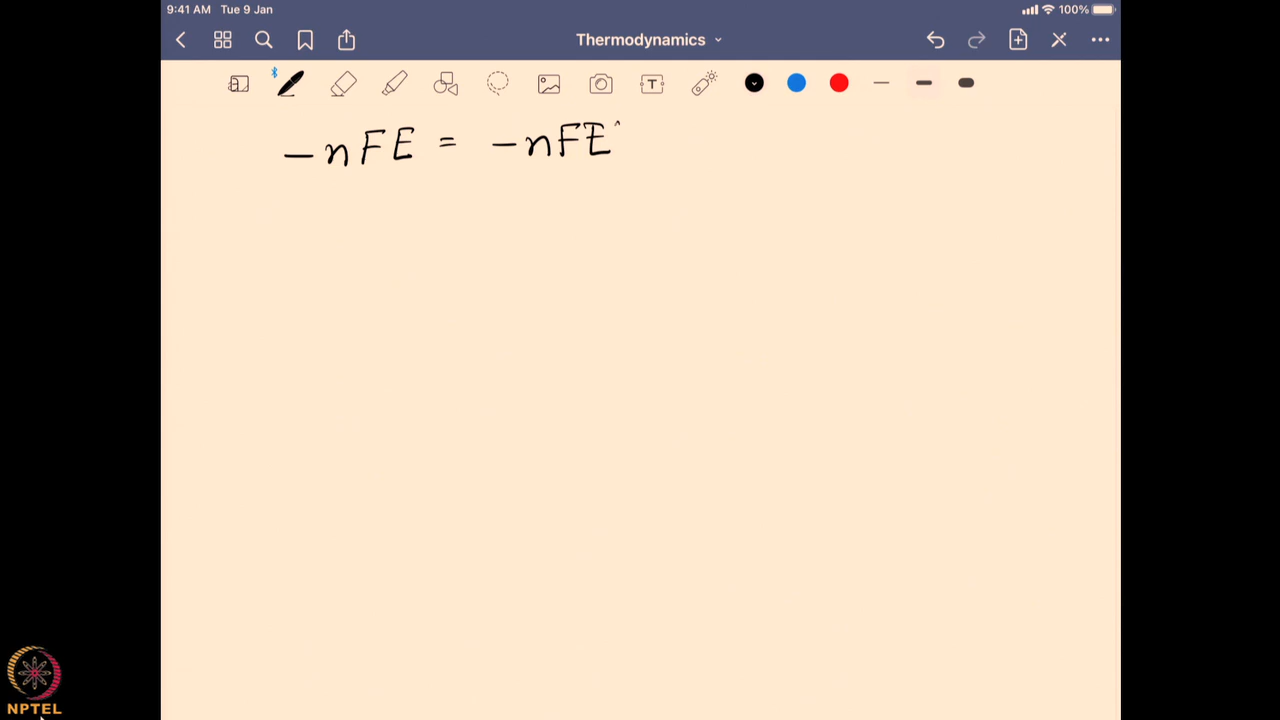 9:41 AM Tue 9 Jan 100%
Thermodynamics
T
-nFE = -nFE
NPTEL